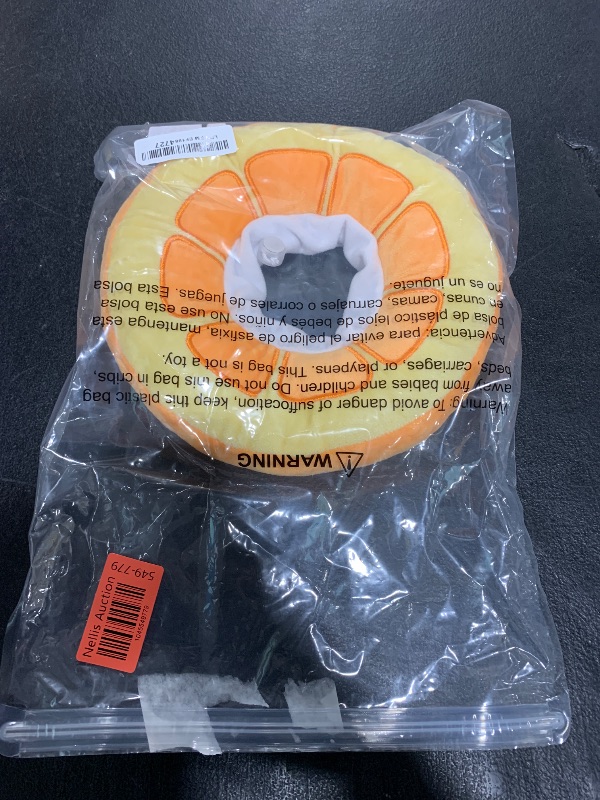 WARNING
Warning: To avoid danger of suffocation, keep this plastic bag
away from babies and children. Do not use this bag in cribs,
beds, carriages, or playpens. This bag is not a toy.
Advertencia: para evitar el peligro de asfixia, mantenga esta
bolsa de plástico lejos de bebés y niños. No use esta bolsa
en cunas, camas, carruajes o corrales de juegas. Esta bolsa
no es un juguete.
Nellis Auction
549-779